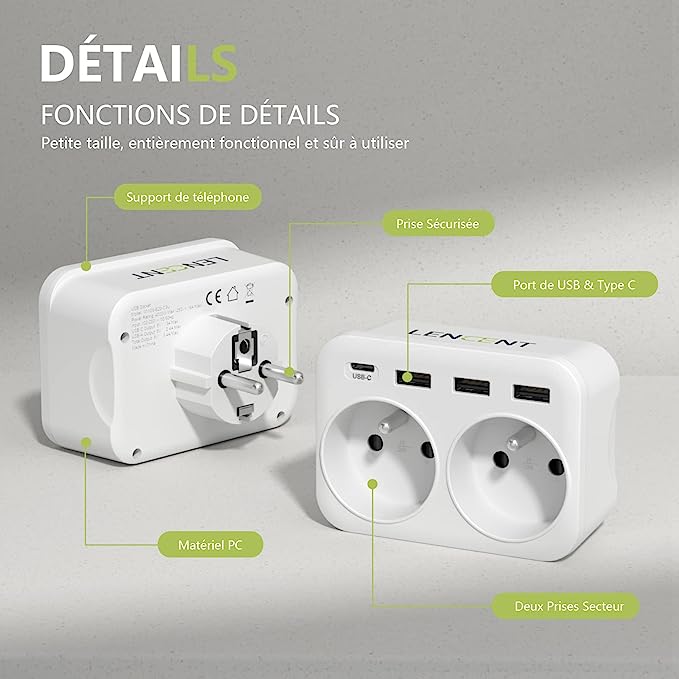 DÉTAILS
FONCTIONS DE DÉTAILS
Petite taille, entièrement fonctionnel et sûr à utiliser
Support de téléphone
Prise Sécurisée
Port de USB & Type C
LENCENT
LENCENT
USB-C
Matériel PC
Deux Prises Secteur